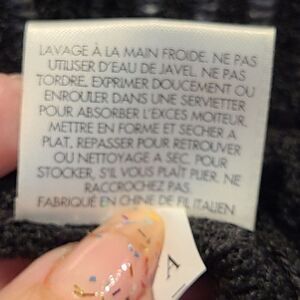 LAVAGE À LA MAIN FROIDE. NE PAS
UTILISER D'EAU DE JAVEL. NE PAS
TORDRE. EXPRIMER DOUCEMENT OU
ENROULER DANS UNE SERVIETTER
POUR ABSORBER L'EXCES MOITEUR.
METTRE EN FORME ET SECHER A
PLAT. REPASSER POUR RETROUVER
OU NETTOYAGE A SEC. POUR
STOCKER, S'IL VOUS PLAÎT PLIER. NE
RACCROCHEZ PAS.
FABRIQUÉ EN CHINE DE FIL ITALIEN
A